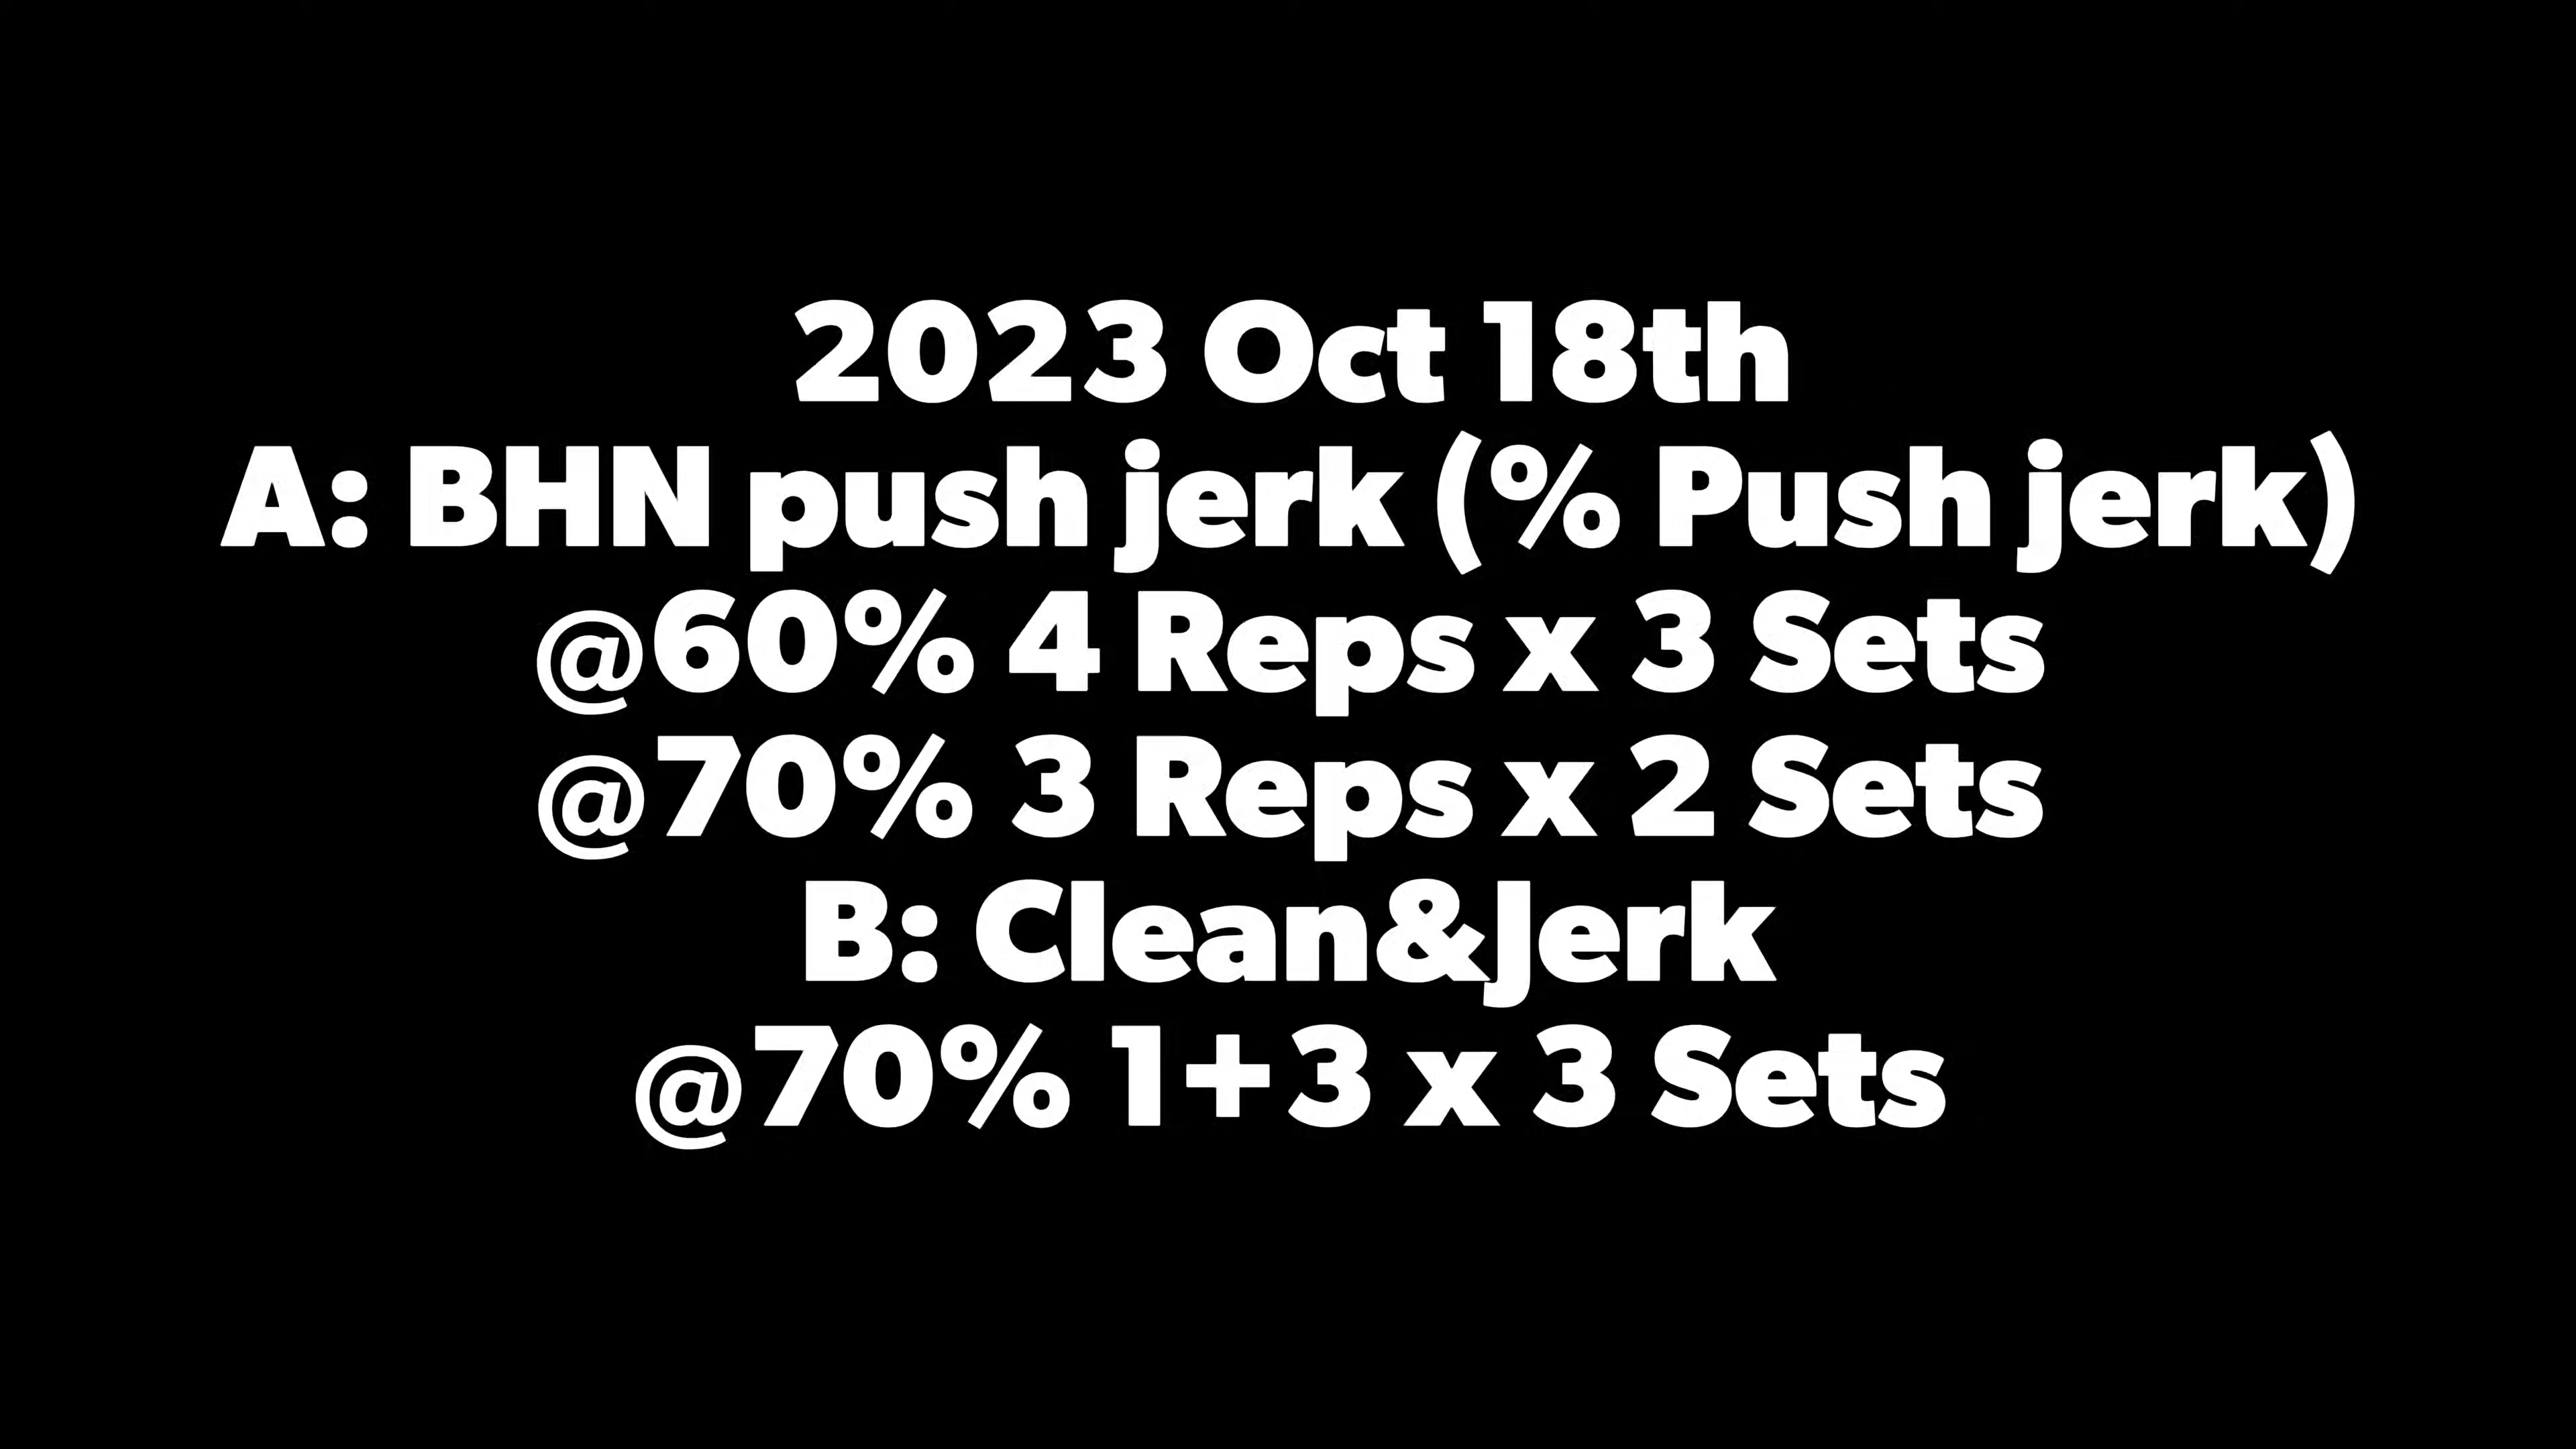 2023 Oct 18th
A: BHN push jerk (% Push jerk)
@60% 4 Reps x 3 Sets
@70% 3 Reps x 2 Sets
B: Clean&Jerk
@70% 1+3 x 3 Sets